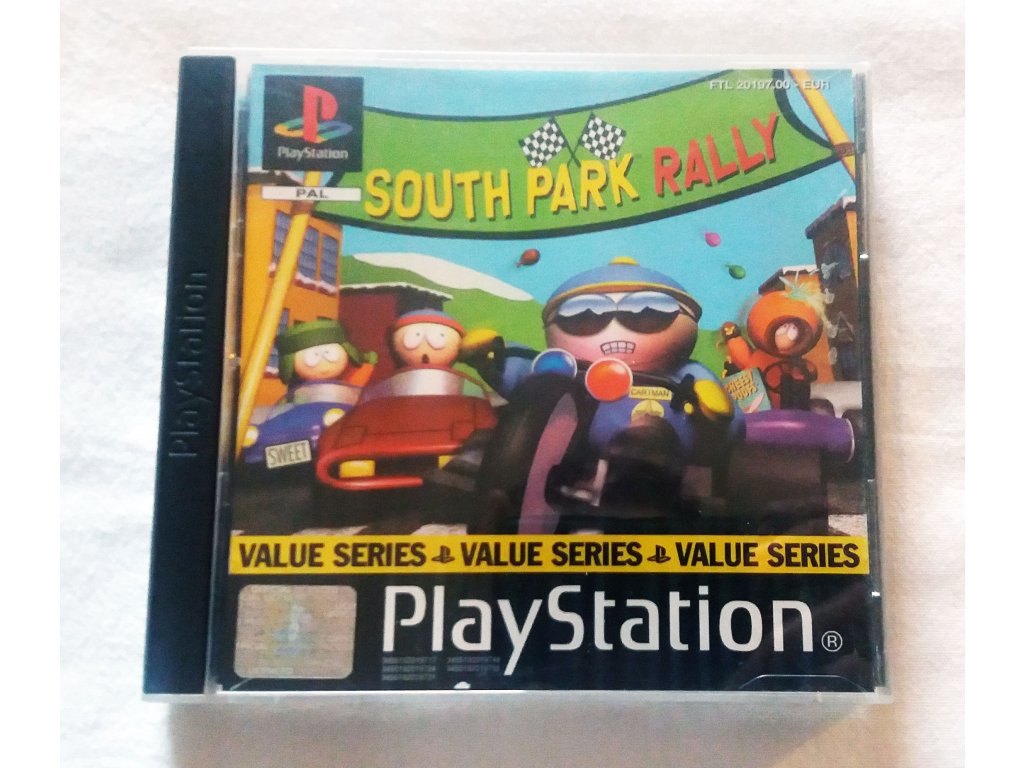 FTL 20197.00 - EUR
PlayStation
PAL
SOUTH PARK RALLY
PlayStation
CARTMAN
SWEET
VALUE SERIES VALUE SERIES VALUE SERIES
PlayStation®